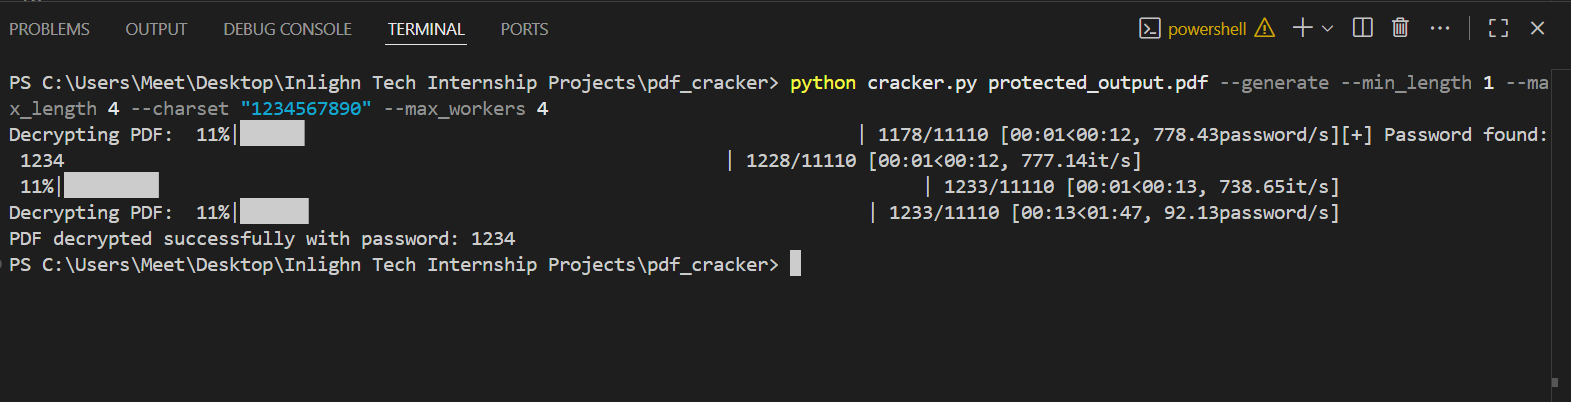 PROBLEMS OUTPUT DEBUG CONSOLE TERMINAL PORTS powershell
PS C:\Users\Meet\Desktop\Inlighn Tech Internship Projects\pdf_cracker> python cracker.py protected_output.pdf --generate --min_length 1 --ma
x_length 4 --charset "1234567890" --max_workers 4
Decrypting PDF:  11%| | 1178/11110 [00:01<00:12, 778.43password/s][+] Password found:
1234 | 1228/11110 [00:01<00:12, 777.14it/s]
11%| | 1233/11110 [00:01<00:13, 738.65it/s]
Decrypting PDF:  11%| | 1233/11110 [00:13<01:47, 92.13password/s]
PDF decrypted successfully with password: 1234
PS C:\Users\Meet\Desktop\Inlighn Tech Internship Projects\pdf_cracker>